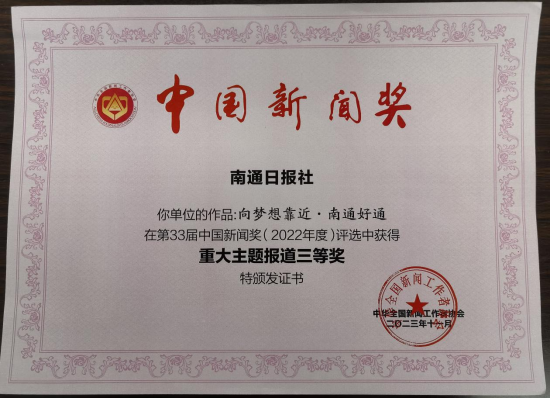 中国新闻奖
南通日报社
你单位的作品:向梦想靠近·南通好通
在第33届中国新闻奖(2022年度)评选中获得
重大主题报道三等奖
特颁发证书
中华全国新闻工作者协会
二〇二三年十一月